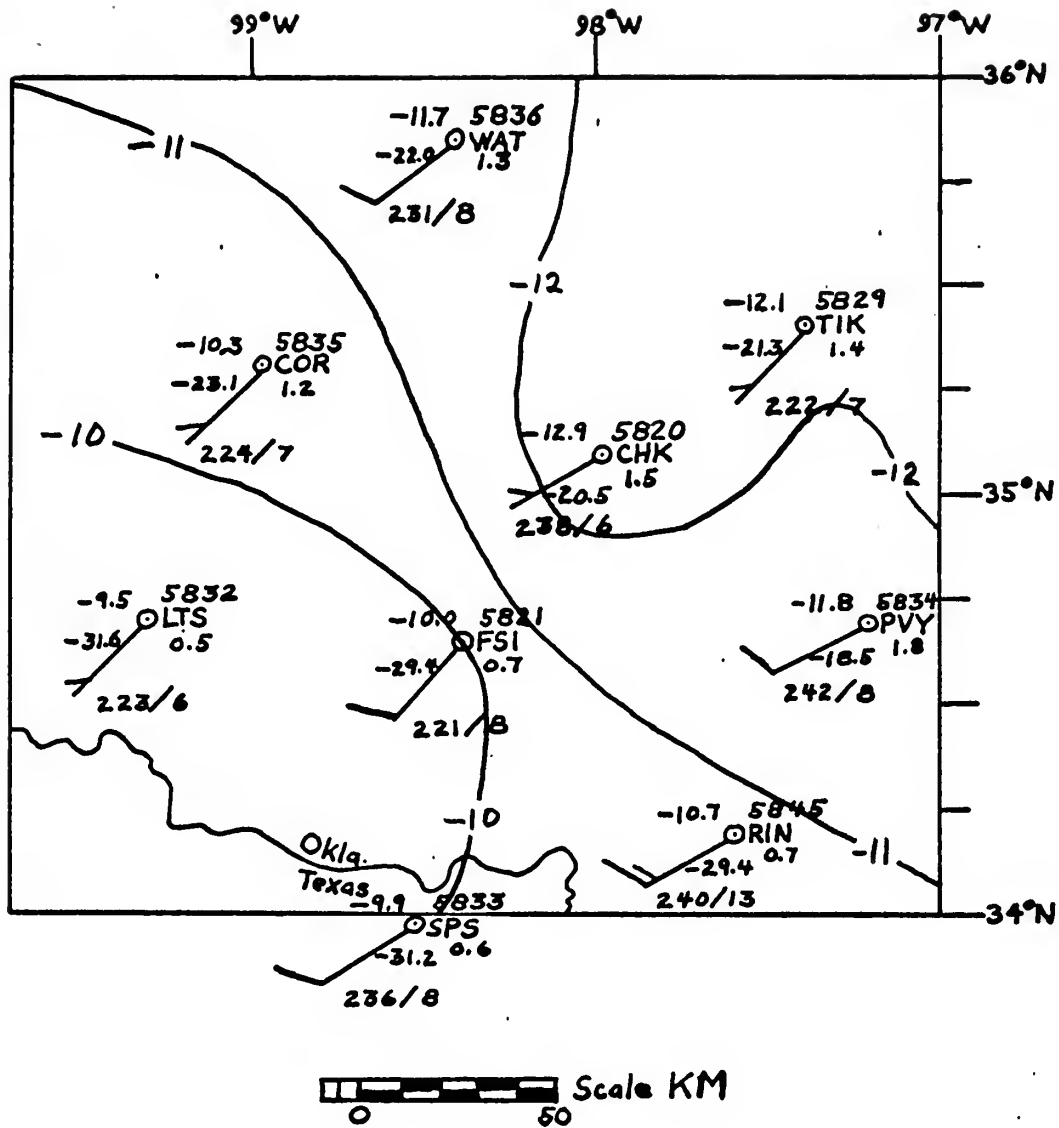 99°W 98°W 97°W
36°N
-11.7 5836
-22.0 WAT
1.3
231/8
-11
-12
-12.1 5829
TIK
-21.3 1.4
222/7
-10.3 5835
COR
-23.1 1.2
224/7
-10
-12.9 5820
CHK
-20.5 1.5
238/6
-12
35°N
-9.5 5832
LTS
-31.6 0.5
223/6
-10.0 5821
FSI
-29.4 0.7
221/8
-11.8 5834
PVY
-18.5 1.8
242/8
-10
-10.7 5845
RIN
-29.4 0.7
240/13
-11
Okla.
Texas
34°N
-9.9 5833
SPS
-31.2 0.6
236/8
Scale KM
0 50